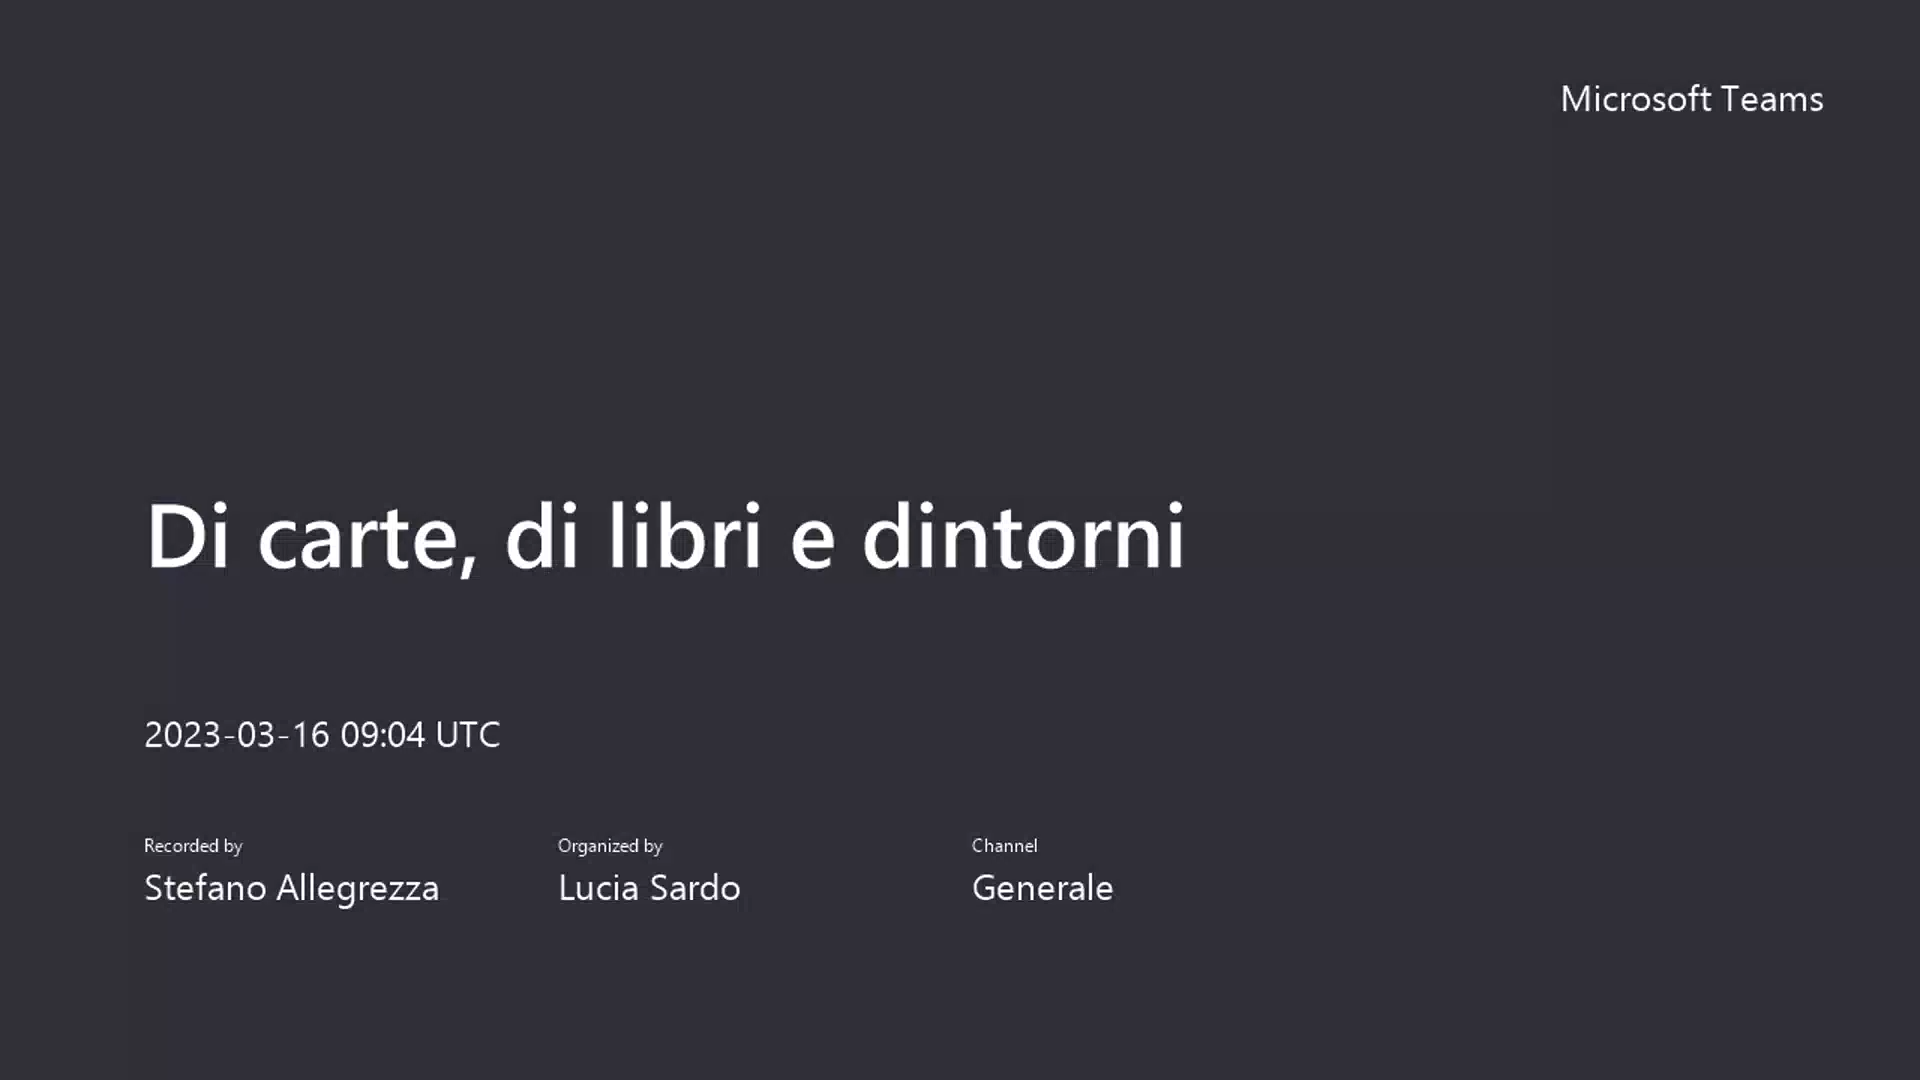 Microsoft Teams
Di carte, di libri e dintorni
2023-03-16 09:04 UTC
Recorded by
Stefano Allegrezza
Organized by
Lucia Sardo
Channel
Generale